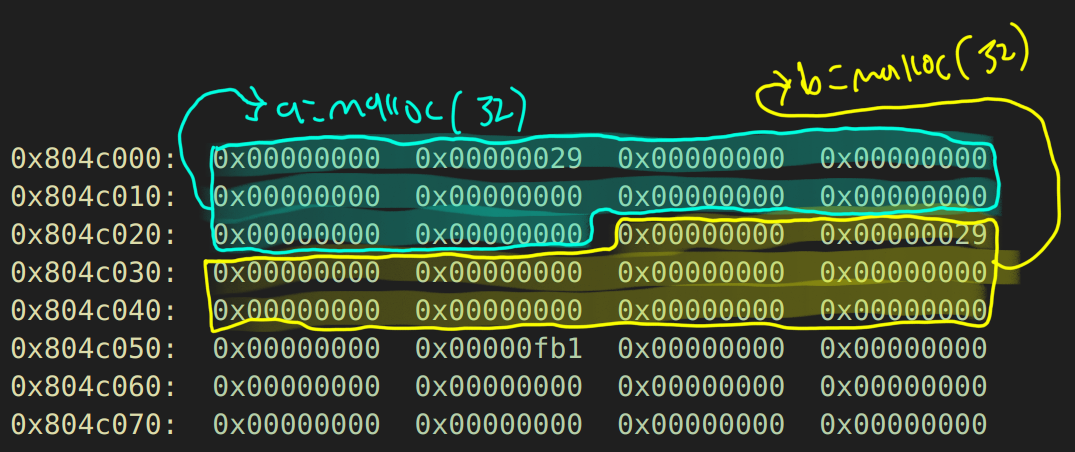 b=malloc(32)
a=malloc(32)
0x804c000: 0x00000000 0x00000029 0x00000000 0x00000000
0x804c010: 0x00000000 0x00000000 0x00000000 0x00000000
0x804c020: 0x00000000 0x00000000 0x00000000 0x00000029
0x804c030: 0x00000000 0x00000000 0x00000000 0x00000000
0x804c040: 0x00000000 0x00000000 0x00000000 0x00000000
0x804c050: 0x00000000 0x00000fb1 0x00000000 0x00000000
0x804c060: 0x00000000 0x00000000 0x00000000 0x00000000
0x804c070: 0x00000000 0x00000000 0x00000000 0x00000000